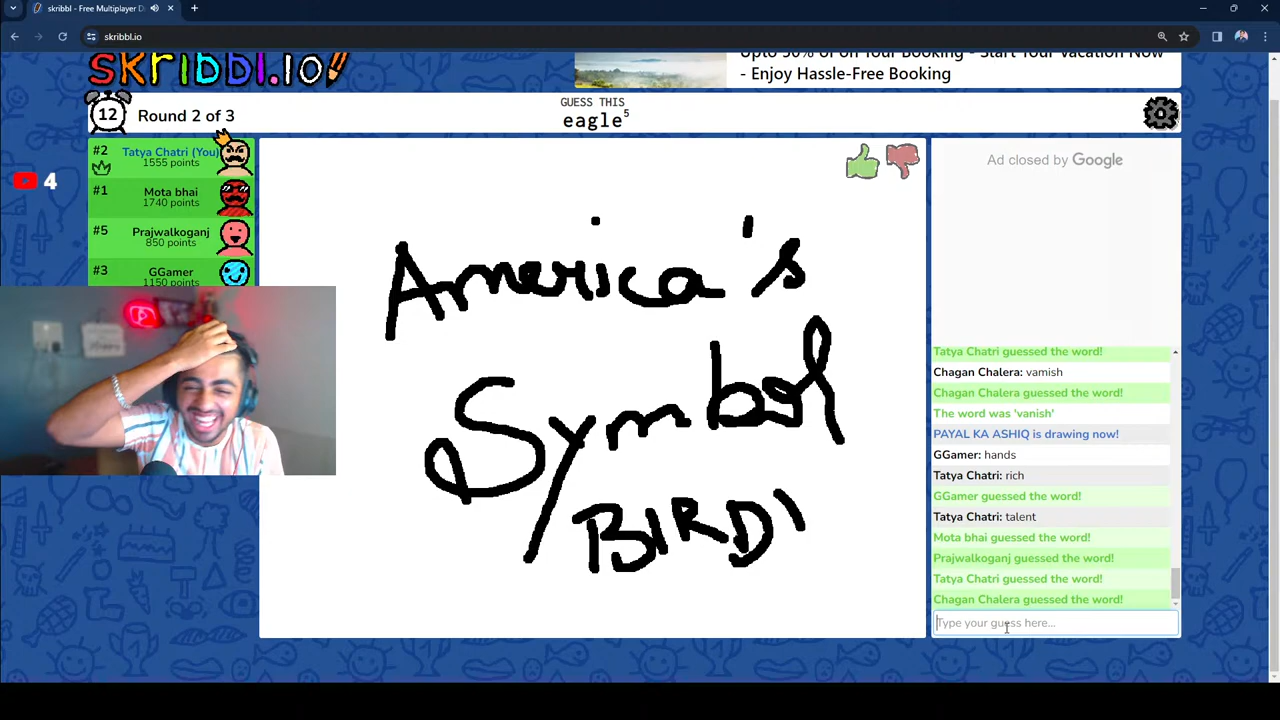 skribbl - Free Multiplayer D
skribbl.io
skribbl.io
Upto 50% of on Your Booking - Start Your Vacation Now
- Enjoy Hassle-Free Booking
12
Round 2 of 3
GUESS THIS
eagle5
#2
Tatya Chatri (You)
1555 points
4
#1
Mota bhai
1740 points
#5
Prajwalkoganj
850 points
#3
GGamer
1150 points
America's
Symbol
BIRD'
Ad closed by Google
Tatya Chatri guessed the word!
Chagan Chalera: vamish
Chagan Chalera guessed the word!
The word was 'vanish'
PAYAL KA ASHIQ is drawing now!
GGamer: hands
Tatya Chatri: rich
GGamer guessed the word!
Tatya Chatri: talent
Mota bhai guessed the word!
Prajwalkoganj guessed the word!
Tatya Chatri guessed the word!
Chagan Chalera guessed the word!
Type your guess here...